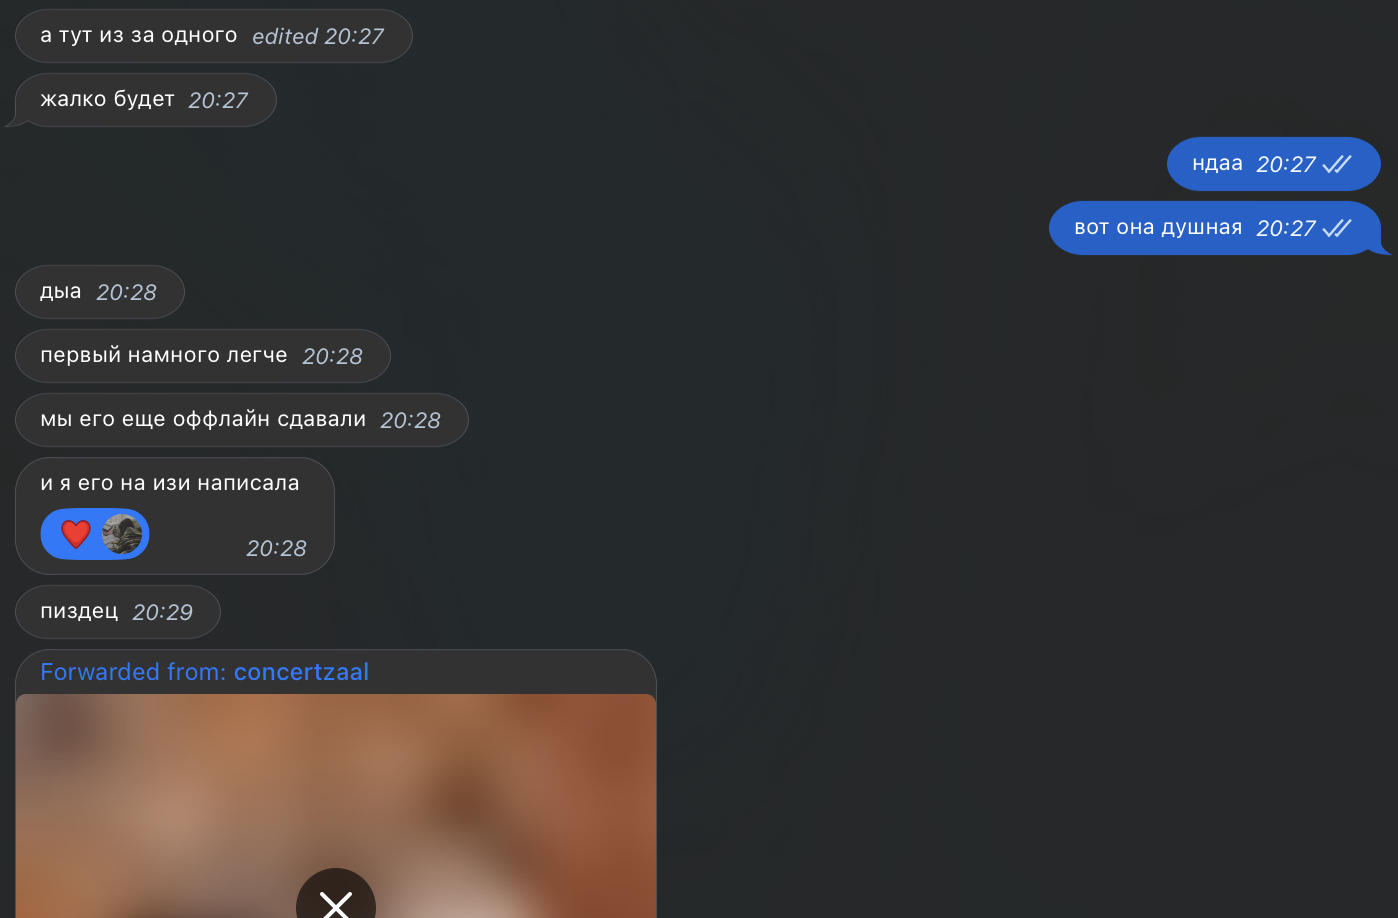 а тут из за одного edited 20:27
жалко будет 20:27
ндаа 20:27
вот она душная 20:27
дыа 20:28
первый намного легче 20:28
мы его еще оффлайн сдавали 20:28
и я его на изи написала
20:28
пиздец 20:29
Forwarded from: concertzaal